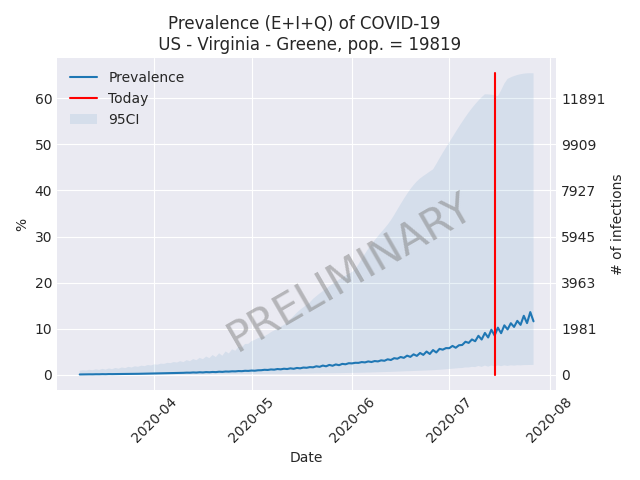 Prevalence (E+I+Q) of COVID-19
US - Virginia - Greene, pop. = 19819
Prevalence
Today
95CI
PRELIMINARY
%
60
50
40
30
20
10
0
11891
9909
7927
5945
3963
1981
0
# of infections
2020-04
2020-05
2020-06
2020-07
2020-08
Date